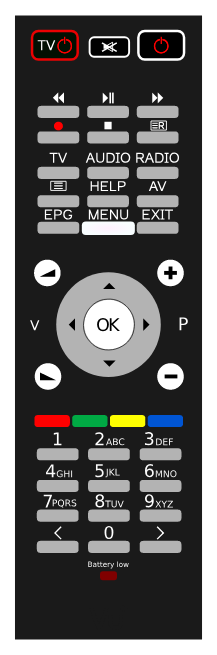 TV
R
TV AUDIO RADIO
HELP AV
EPG MENU EXIT
V OK P
1 2ABC 3DEF
4GHI 5JKL 6MNO
7PQRS 8TUV 9XYZ
< 0 >
Battery low